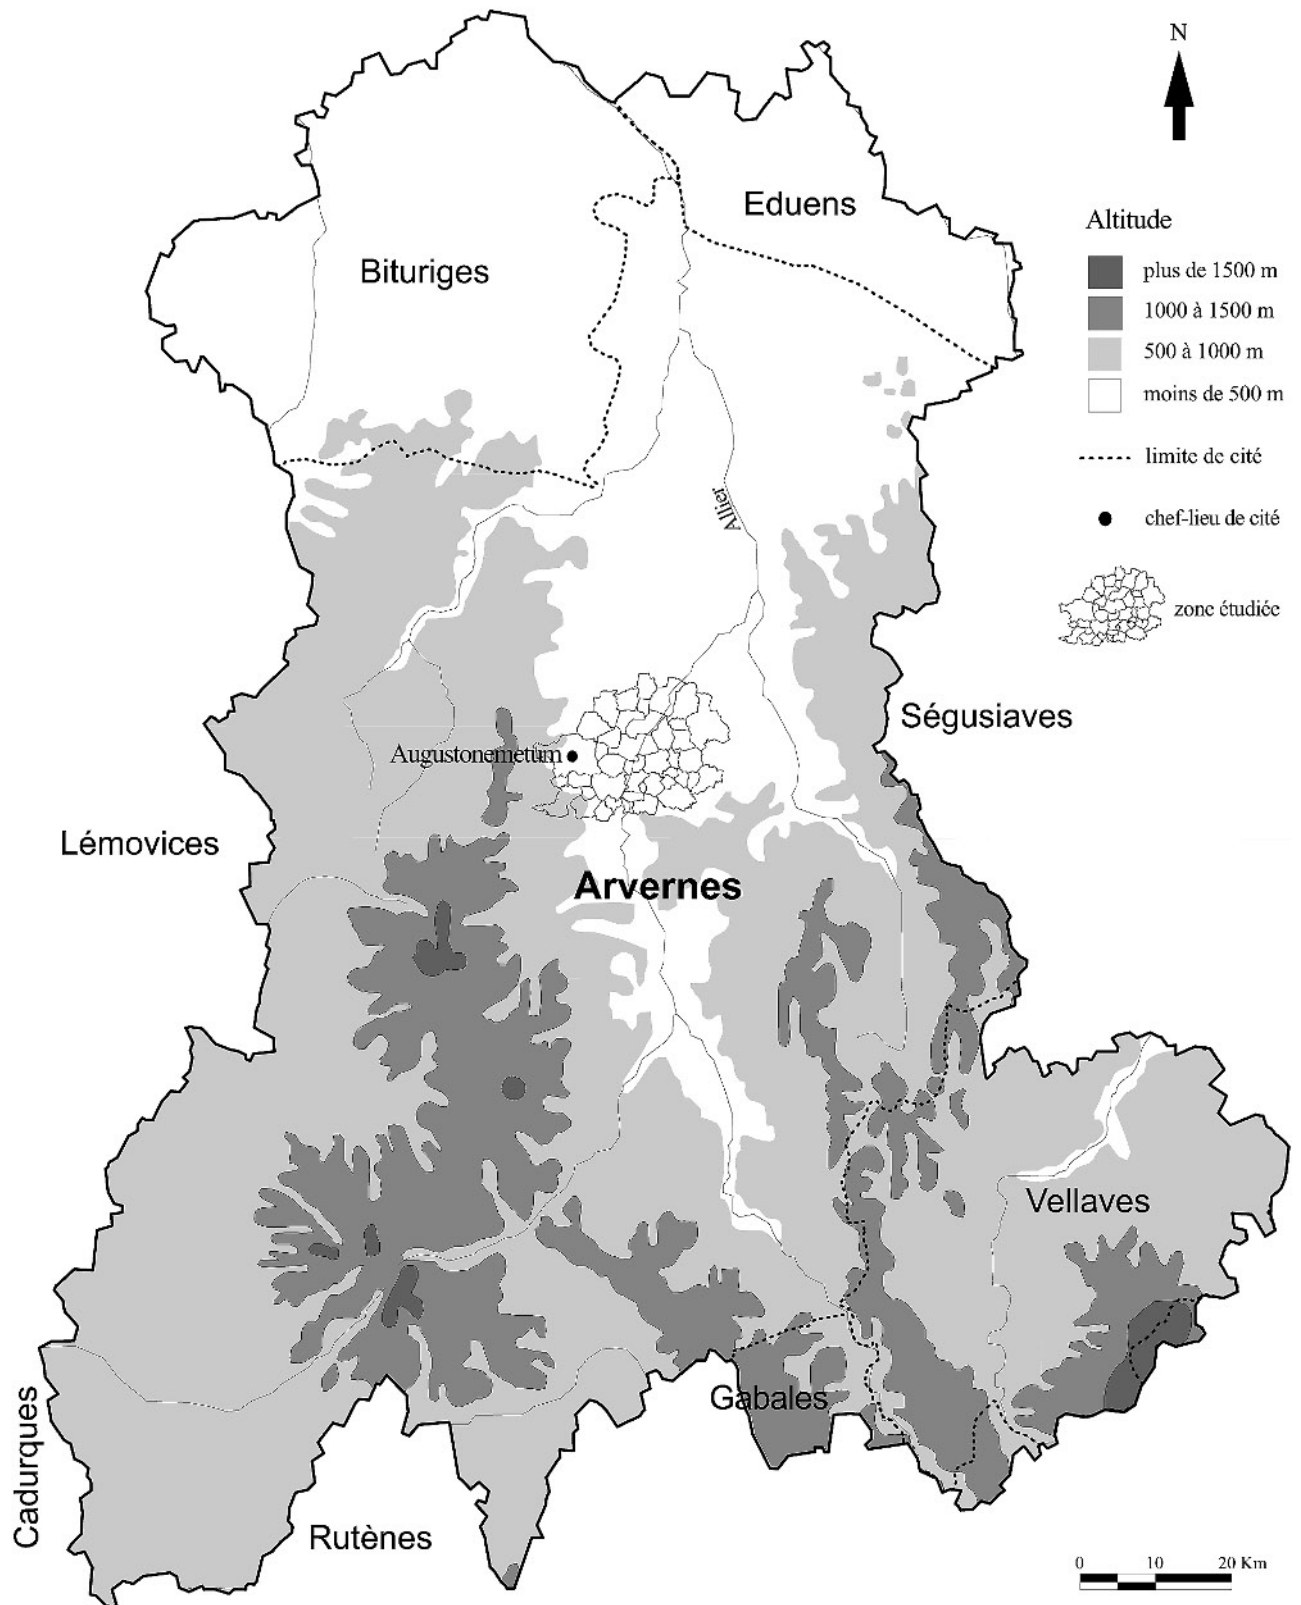 N
Eduens
Altitude
Bituriges
plus de 1500 m
1000 à 1500 m
500 à 1000 m
moins de 500 m
limite de cité
Allier
chef-lieu de cité
zone étudiée
Ségusiaves
Augustonemetum
Lémovices
Arvernes
Vellaves
Gabales
Cadurques
Rutènes
0 10 20 Km